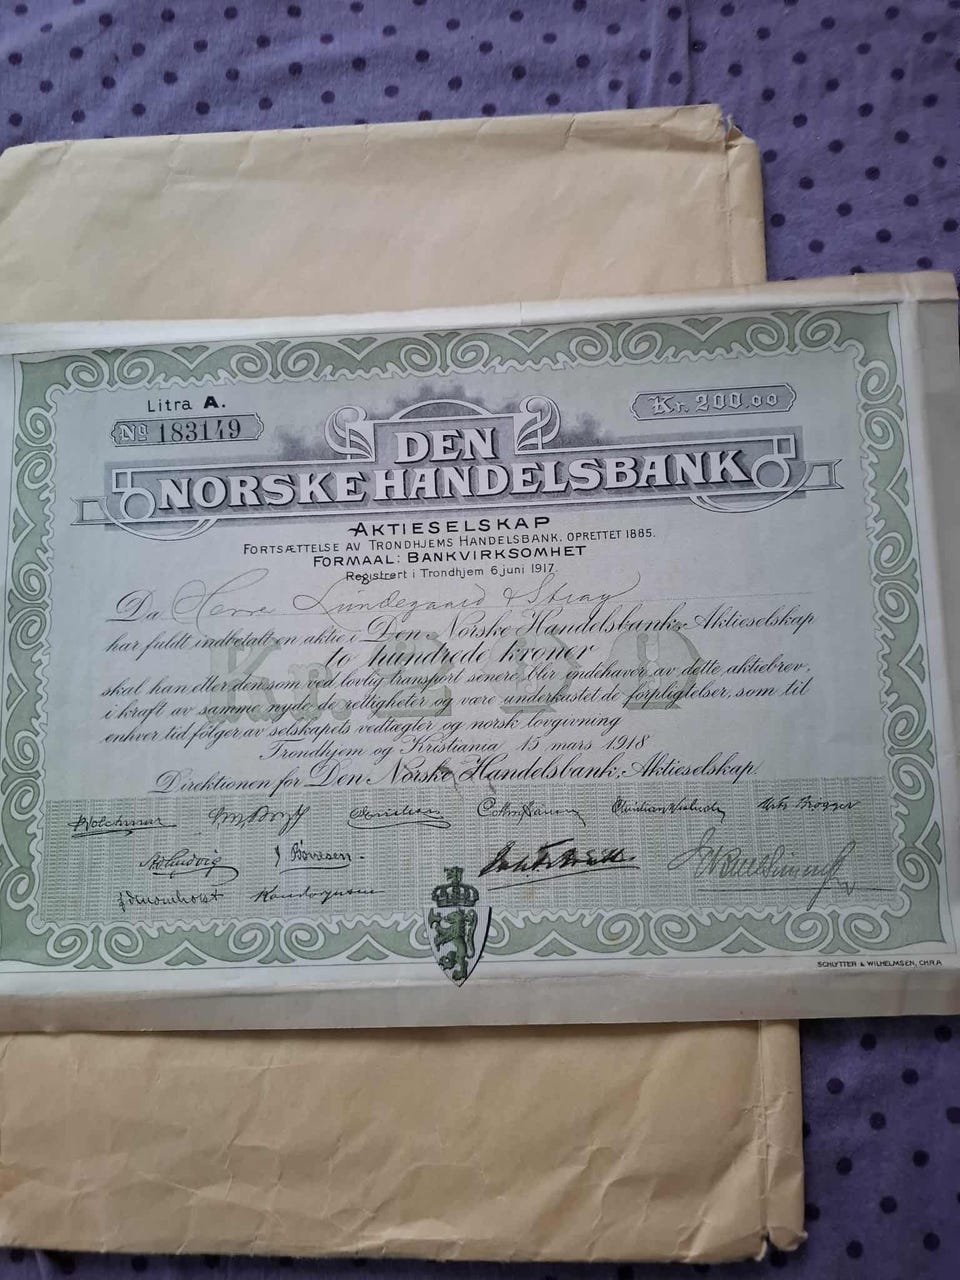 Litra A.
Kr. 200.00
No 183149
DEN
NORSKE HANDELSBANK
AKTIESELSKAP
FORTSÆTTELSE AV TRONDHJEMS HANDELSBANK, OPRETTET 1885.
FORMAAL: BANKVIRKSOMHET
Registrert i Trondhjem 6 juni 1917.
Da Herrer Lundegaard & Stray
har fuldt indbetalt en aktie i Den Norske Handelsbank, Aktieselskap
to hundrede kroner
skal han eller den som ved lovlig transport senere blir indehaver av dette aktiebrev,
i kraft av samme nyde de rettigheter og være underkastet de forpligtelser, som til
enhver tid følger av selskapets vedtægter og norsk lovgivning
Trondhjem og Kristiania 15 mars 1918
Direktionen for Den Norske Handelsbank, Aktieselskap.
J Børresen
SCHLYTTER & WILHELMSEN, CHRA